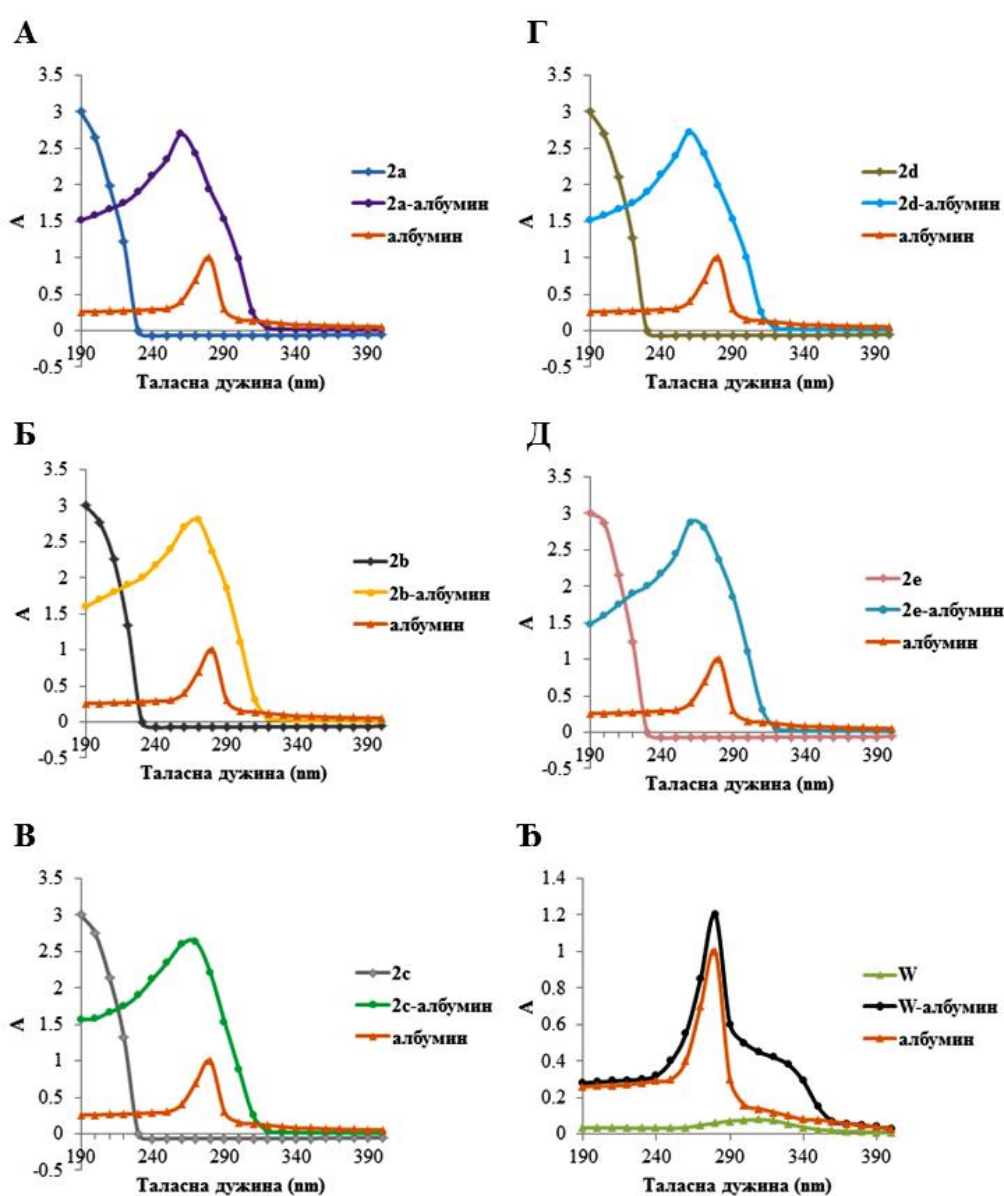 А
3.5
3
2.5
2
1.5
1
0.5
0
-0.5
A
190 240 290 340 390
Таласна дужина (nm)
2a
2a-албумин
албумин
Г
3.5
3
2.5
2
1.5
1
0.5
0
-0.5
A
190 240 290 340 390
Таласна дужина (nm)
2d
2d-албумин
албумин
Б
3.5
3
2.5
2
1.5
1
0.5
0
-0.5
A
190 240 290 340 390
Таласна дужина (nm)
2b
2b-албумин
албумин
Д
3.5
3
2.5
2
1.5
1
0.5
0
-0.5
A
190 240 290 340 390
Таласна дужина (nm)
2e
2e-албумин
албумин
В
3.5
3
2.5
2
1.5
1
0.5
0
-0.5
A
190 240 290 340 390
Таласна дужина (nm)
2c
2c-албумин
албумин
Ђ
1.4
1.2
1
0.8
0.6
0.4
0.2
0
A
190 240 290 340 390
Таласна дужина (nm)
W
W-албумин
албумин